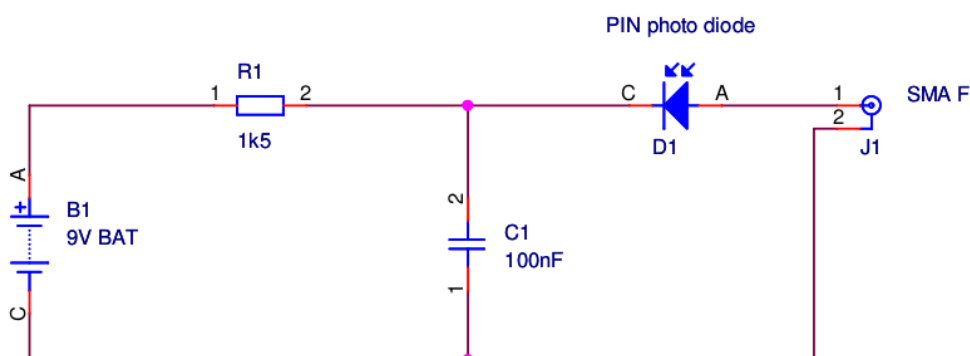 PIN photo diode
R1
1
2
1k5
C
A
D1
1
2
SMA F
J1
A
+
B1
9V BAT
C
2
C1
100nF
1